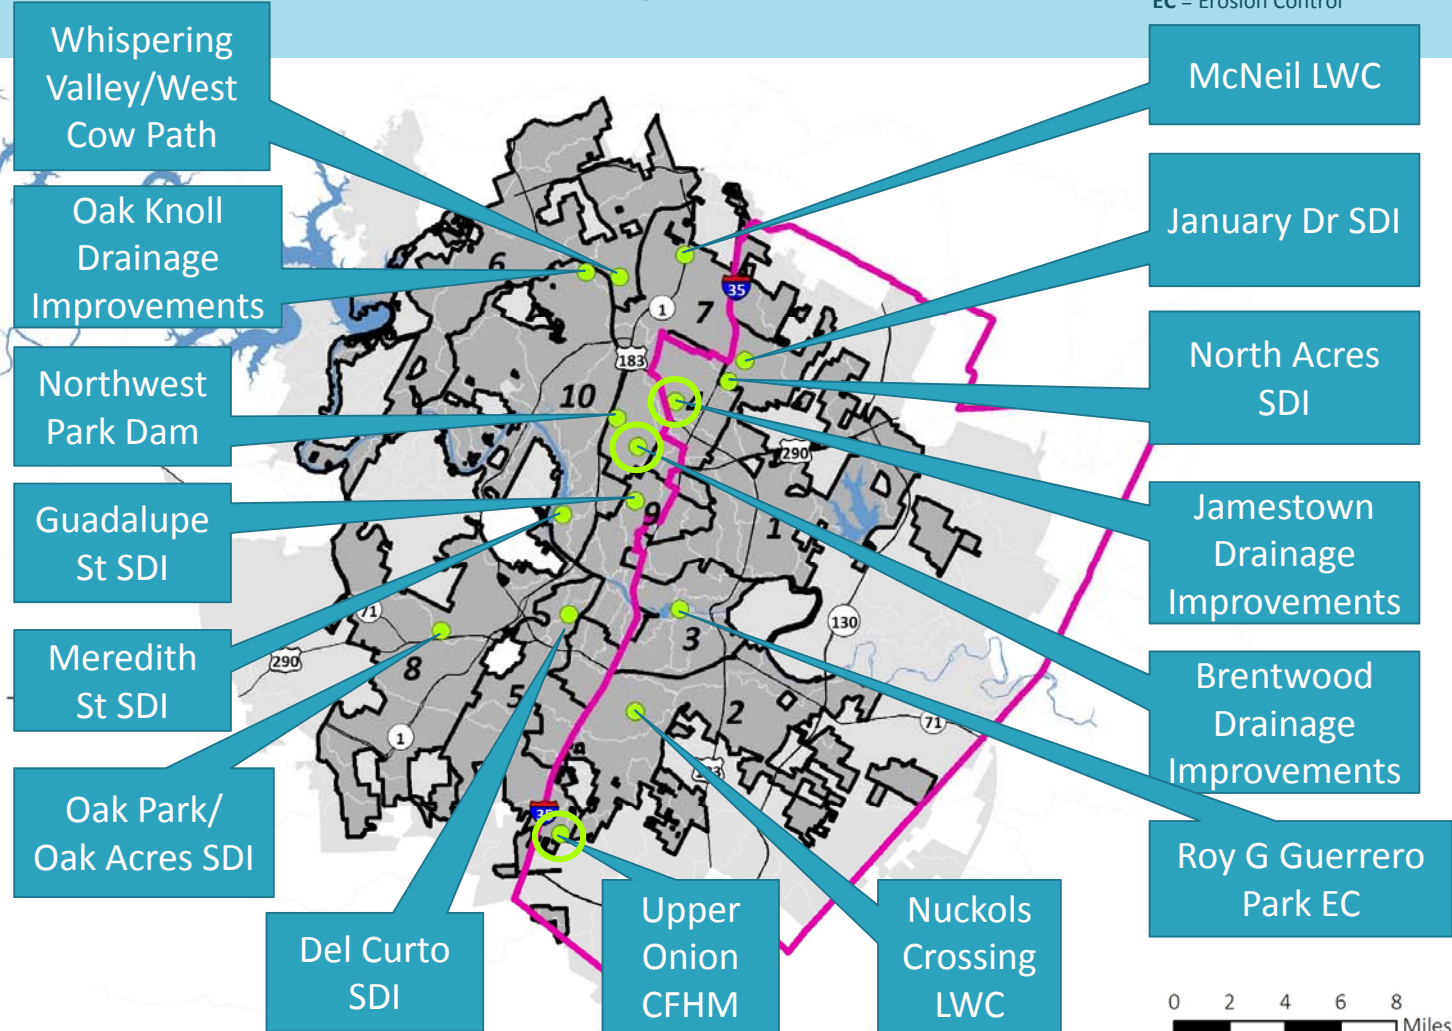 EC = Erosion Control
Whispering
Valley/West
Cow Path
McNeil LWC
Oak Knoll
Drainage
Improvements
January Dr SDI
Northwest
Park Dam
North Acres
SDI
Guadalupe
St SDI
Jamestown
Drainage
Improvements
Meredith
St SDI
Brentwood
Drainage
Improvements
Oak Park/
Oak Acres SDI
Roy G Guerrero
Park EC
Del Curto
SDI
Upper
Onion
CFHM
Nuckols
Crossing
LWC
6
35
1
7
183
10
290
9
1
71
130
3
290
8
5
2
71
1
35
0 2 4 6 8
Miles